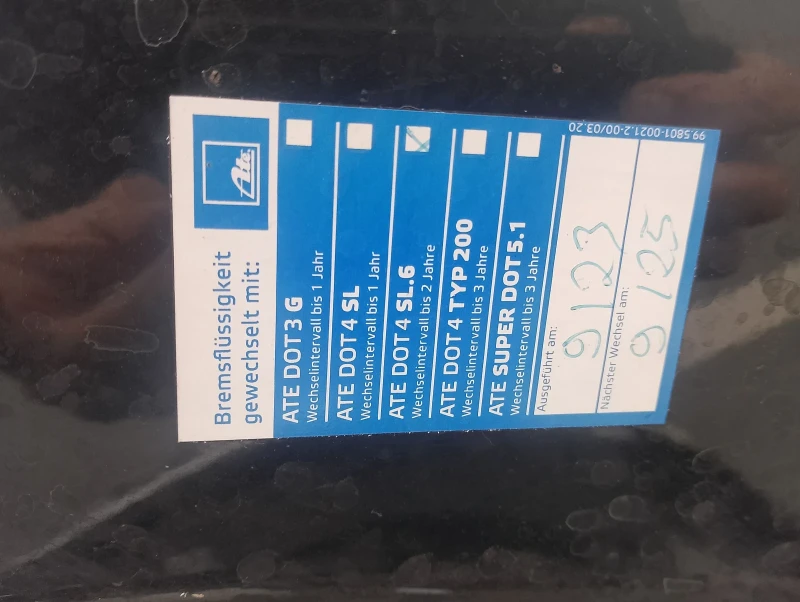 Bremsflüssigkeit
gewechselt mit:
Ate
ATE DOT 3 G
Wechselintervall bis 1 Jahr
ATE DOT 4 SL
Wechselintervall bis 1 Jahr
ATE DOT 4 SL.6
Wechselintervall bis 2 Jahre
ATE DOT 4 TYP 200
Wechselintervall bis 3 Jahre
ATE SUPER DOT 5.1
Wechselintervall bis 3 Jahre
Ausgeführt am:
9/23
Nächster Wechsel am:
9/25
99.5801-0021.2-00/03.20